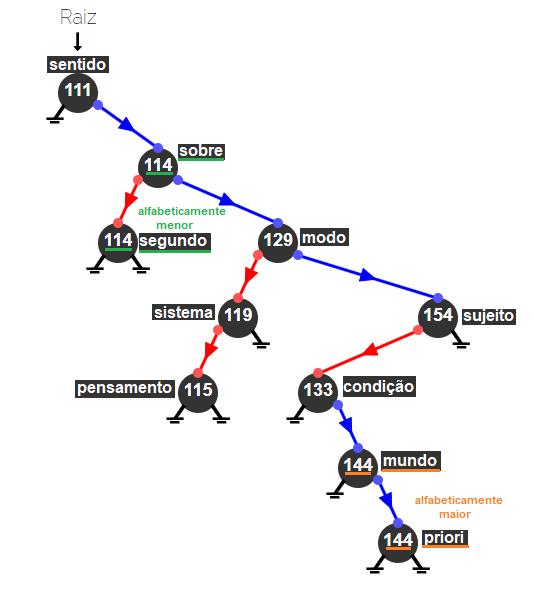 Raiz
sentido
111
sobre
114
alfabeticamente
menor
114
segundo
129
modo
sistema
119
154
sujeito
pensamento
115
133
condição
144
mundo
alfabeticamente
maior
144
priori